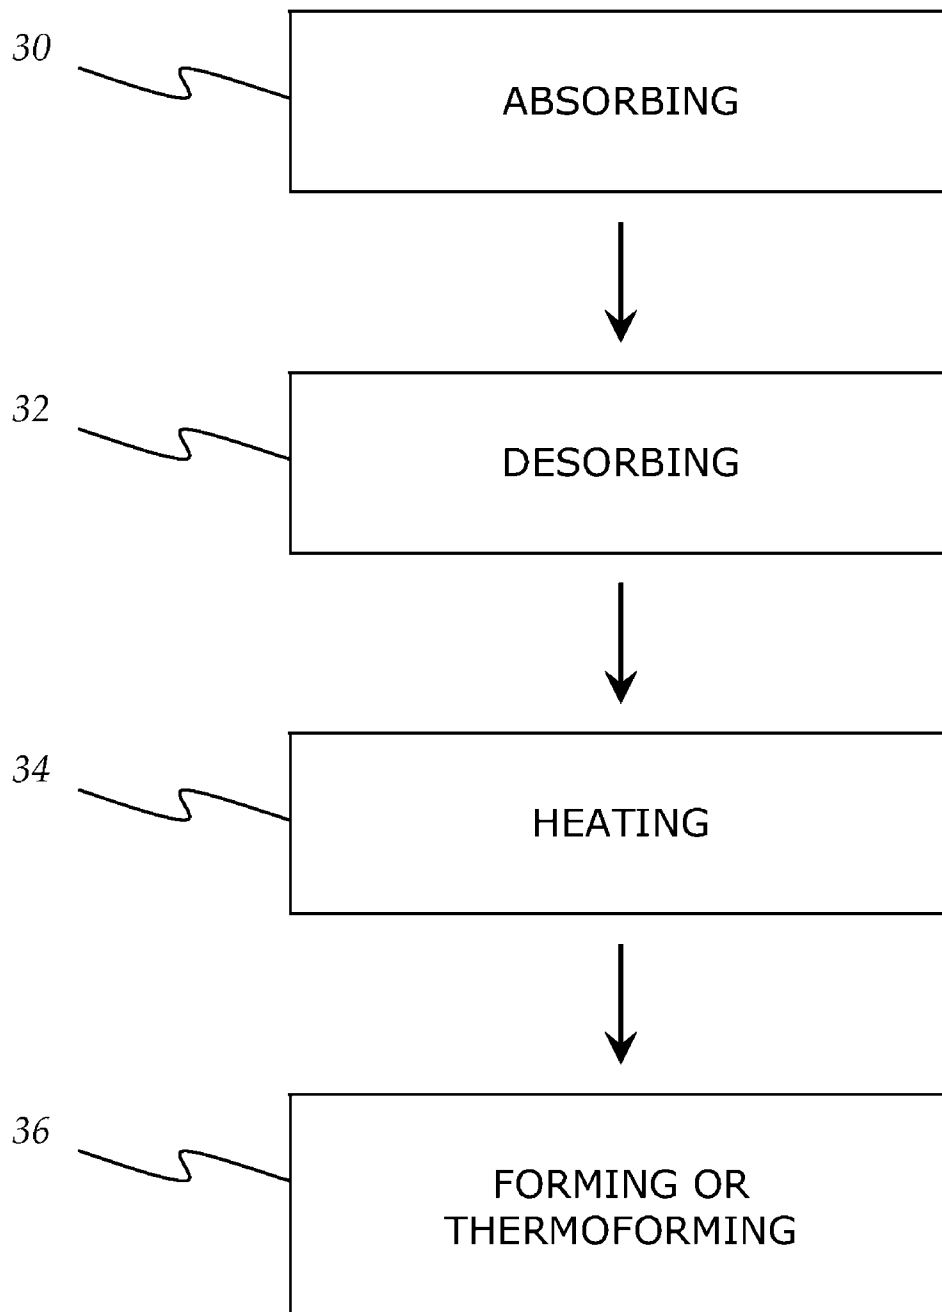 30
ABSORBING
32
DESORBING
34
HEATING
36
FORMING OR
THERMOFORMING